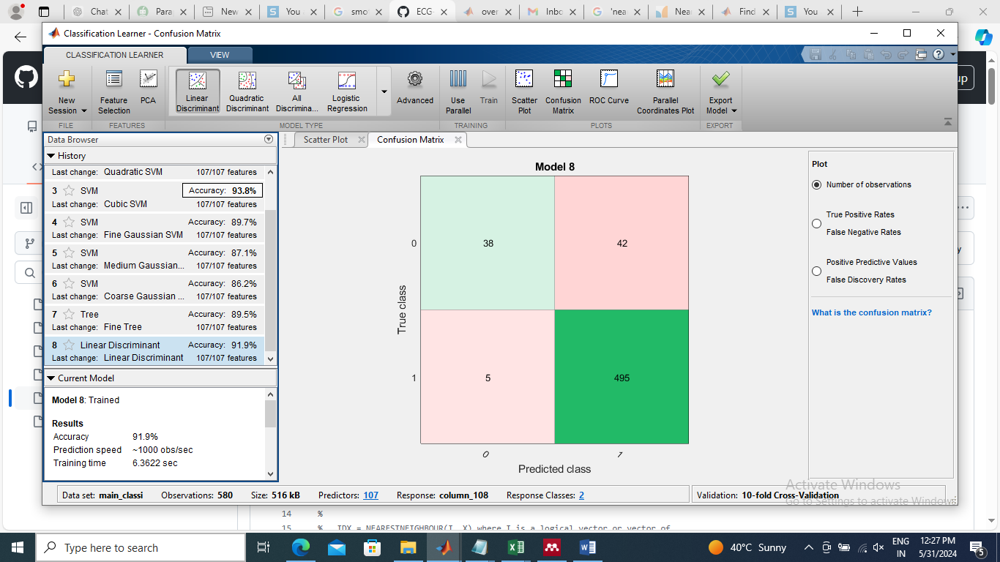 Chat
Para
New
You
smo
ECG-
over
Inbc
'nea
Near
Find
You
Classification Learner - Confusion Matrix
CLASSIFICATION LEARNER
VIEW
New Session
Feature Selection
PCA
Linear Discriminant
Quadratic Discriminant
All Discrimina...
Logistic Regression
Advanced
Use Parallel
Train
Scatter Plot
Confusion Matrix
ROC Curve
Parallel Coordinates Plot
Export Model
FILE
FEATURES
MODEL TYPE
TRAINING
PLOTS
EXPORT
up
Data Browser
Scatter Plot
Confusion Matrix
History
Last change: Quadratic SVM 107/107 features
3 SVM Accuracy: 93.8%
Last change: Cubic SVM 107/107 features
4 SVM Accuracy: 89.7%
Last change: Fine Gaussian SVM 107/107 features
5 SVM Accuracy: 87.1%
Last change: Medium Gaussian... 107/107 features
6 SVM Accuracy: 86.2%
Last change: Coarse Gaussian ... 107/107 features
7 Tree Accuracy: 89.5%
Last change: Fine Tree 107/107 features
8 Linear Discriminant Accuracy: 91.9%
Last change: Linear Discriminant 107/107 features
Current Model
Model 8: Trained
Results
Accuracy 91.9%
Prediction speed ~1000 obs/sec
Training time 6.3622 sec
Model 8
0 38 42
1 5 495
0 1
True class
Predicted class
Plot
Number of observations
True Positive Rates
False Negative Rates
Positive Predictive Values
False Discovery Rates
What is the confusion matrix?
Activate Windows
Go to Settings to activate Windows.
Data set: main_classi Observations: 580 Size: 516 kB Predictors: 107 Response: column_108 Response Classes: 2 Validation: 10-fold Cross-Validation
14 %
15 % IDX = NEARESTNEIGHBOUR(I, X) where I is a logical vector or vector of
Type here to search
40°C Sunny
ENG
IN
12:27 PM
5/31/2024
5